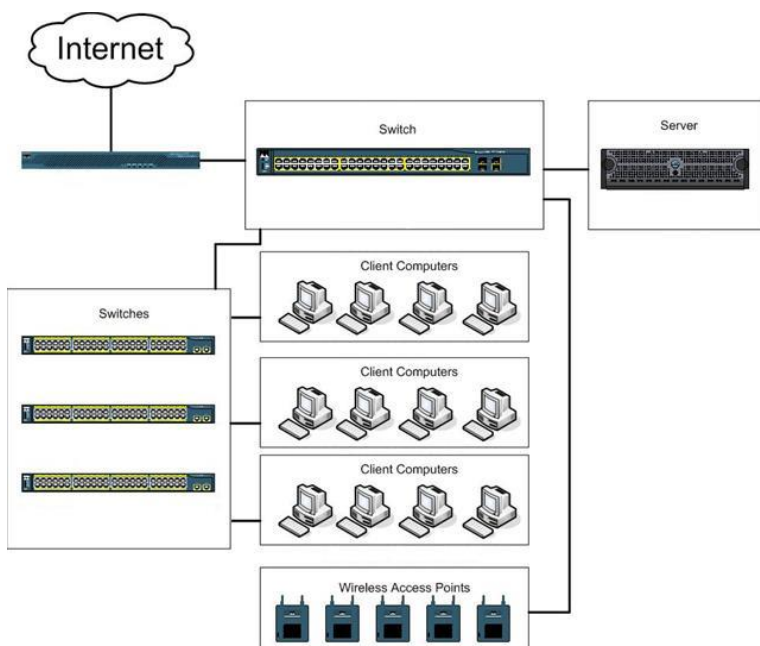 Internet
Switch
Server
Client Computers
Switches
Client Computers
Client Computers
Wireless Access Points